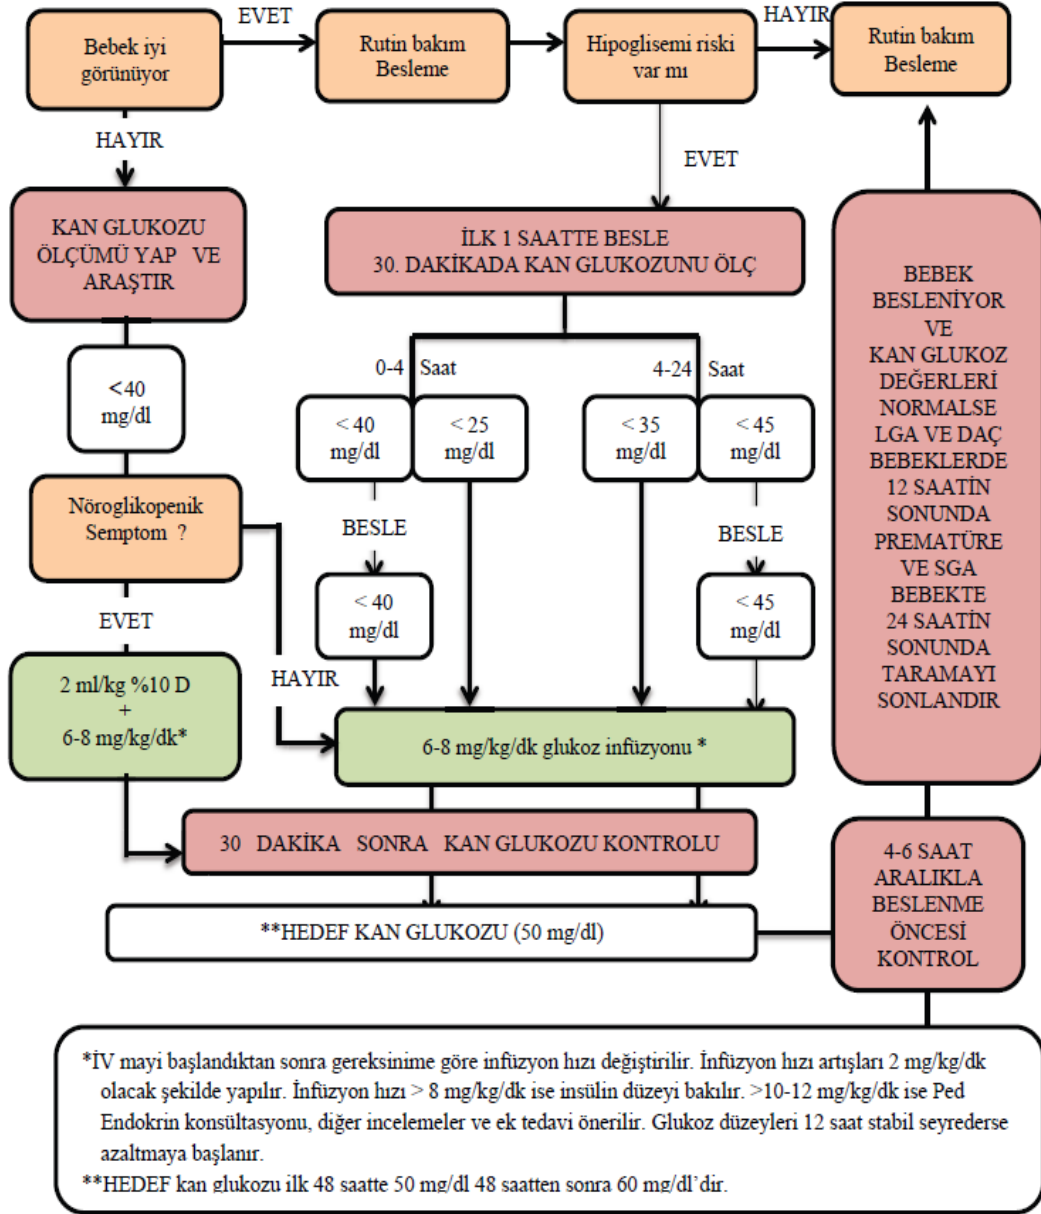 Bebek iyi
görünüyor
EVET
Rutin bakım
Besleme
Hipoglisemi riski
var mı
HAYIR
Rutin bakım
Besleme
HAYIR
EVET
KAN GLUKOZU
ÖLÇÜMÜ YAP VE
ARAŞTIR
İLK 1 SAATTE BESLE
30. DAKİKADA KAN GLUKOZUNU ÖLÇ
<40
mg/dl
0-4 Saat
4-24 Saat
< 40
mg/dl
< 25
mg/dl
< 35
mg/dl
< 45
mg/dl
Nöroglikopenik
Semptom ?
BESLE
BESLE
< 40
mg/dl
< 45
mg/dl
EVET
HAYIR
2 ml/kg %10 D
+
6-8 mg/kg/dk*
6-8 mg/kg/dk glukoz infüzyonu *
30 DAKİKA SONRA KAN GLUKOZU KONTROLU
**HEDEF KAN GLUKOZU (50 mg/dl)
BEBEK
BESLENİYOR
VE
KAN GLUKOZ
DEĞERLERİ
NORMALSE
LGA VE DAÇ
BEBEKLERDE
12 SAATİN
SONUNDA
PREMATÜRE
VE SGA
BEBEKTE
24 SAATİN
SONUNDA
TARAMAYI
SONLANDIR
4-6 SAAT
ARALIKLA
BESLENME
ÖNCESİ
KONTROL
*İV mayi başlandıktan sonra gereksinime göre infüzyon hızı değiştirilir. İnfüzyon hızı artışları 2 mg/kg/dk
olacak şekilde yapılır. İnfüzyon hızı > 8 mg/kg/dk ise insülin düzeyi bakılır. >10-12 mg/kg/dk ise Ped
Endokrin konsültasyonu, diğer incelemeler ve ek tedavi önerilir. Glukoz düzeyleri 12 saat stabil seyrederse
azaltmaya başlanır.
**HEDEF kan glukozu ilk 48 saatte 50 mg/dl 48 saatten sonra 60 mg/dl'dir.